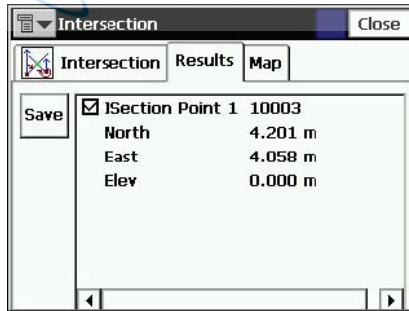 Intersection Close
Intersection Results Map
Save
ISection Point 1 10003
North 4.201 m
East 4.058 m
Elev 0.000 m